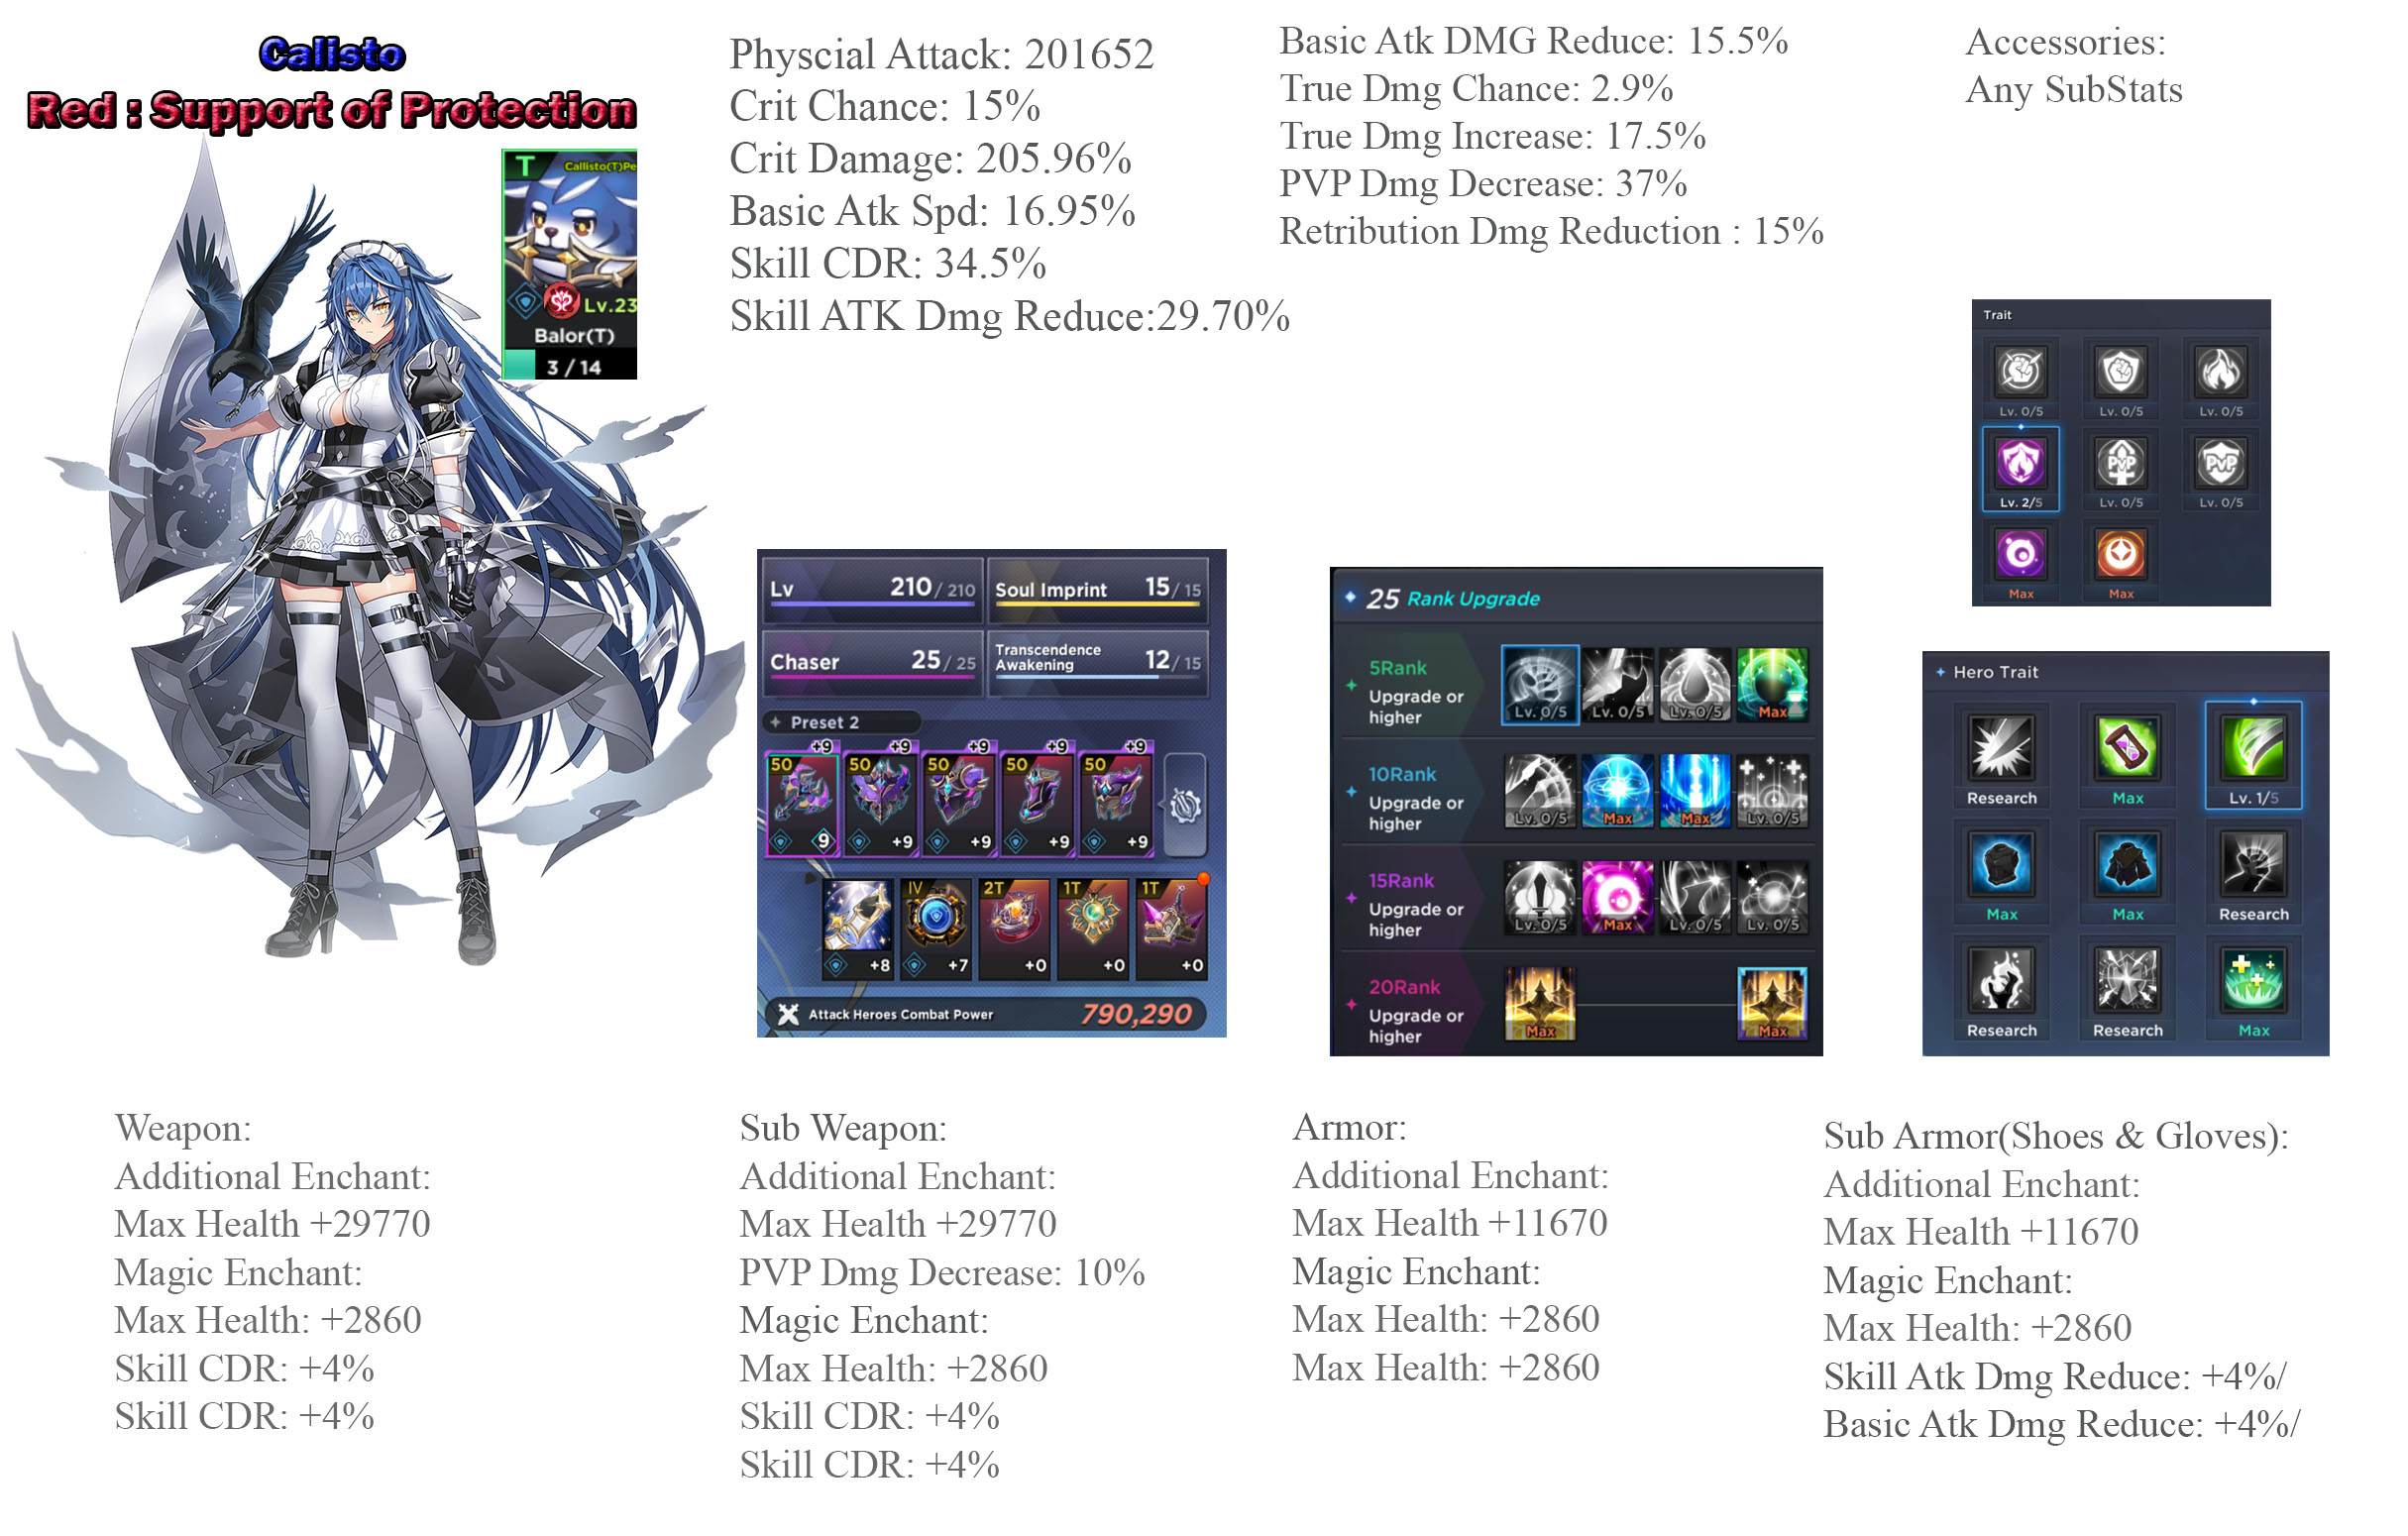 Calisto
Red : Support of Protection
T
Callisto(T)Pe
Lv.23
Balor(T)
3 / 14
Physcial Attack: 201652
Crit Chance: 15%
Crit Damage: 205.96%
Basic Atk Spd: 16.95%
Skill CDR: 34.5%
Skill ATK Dmg Reduce:29.70%
Basic Atk DMG Reduce: 15.5%
True Dmg Chance: 2.9%
True Dmg Increase: 17.5%
PVP Dmg Decrease: 37%
Retribution Dmg Reduction : 15%
Accessories:
Any SubStats
Trait
Lv. 0/5 Lv. 0/5 Lv. 0/5
PVP PVP
Lv. 2/5 Lv. 0/5 Lv. 0/5
Max Max
Lv 210/ 210 Soul Imprint 15/ 15
Chaser 25/ 25 Transcendence
Awakening 12/ 15
Preset 2
+9 +9 +9 +9 +9
50 50 50 50 50
9 +9 +9 +9 +9
IV 2T 1T 1T
+8 +7 +0 +0 +0
Attack Heroes Combat Power 790,290
25 Rank Upgrade
5Rank
Upgrade or
higher
Lv. 0/5 Lv. 0/5 Lv. 0/5 Max
10Rank
Upgrade or
higher
Lv. 0/5 Max Max Lv. 0/5
15Rank
Upgrade or
higher
Lv. 0/5 Max Lv. 0/5 Lv. 0/5
20Rank
Upgrade or
higher
Max Max
Hero Trait
Research Max Lv. 1/5
Max Max Research
Research Research Max
Weapon:
Additional Enchant:
Max Health +29770
Magic Enchant:
Max Health: +2860
Skill CDR: +4%
Skill CDR: +4%
Sub Weapon:
Additional Enchant:
Max Health +29770
PVP Dmg Decrease: 10%
Magic Enchant:
Max Health: +2860
Skill CDR: +4%
Skill CDR: +4%
Armor:
Additional Enchant:
Max Health +11670
Magic Enchant:
Max Health: +2860
Max Health: +2860
Sub Armor(Shoes & Gloves):
Additional Enchant:
Max Health +11670
Magic Enchant:
Max Health: +2860
Skill Atk Dmg Reduce: +4%/
Basic Atk Dmg Reduce: +4%/